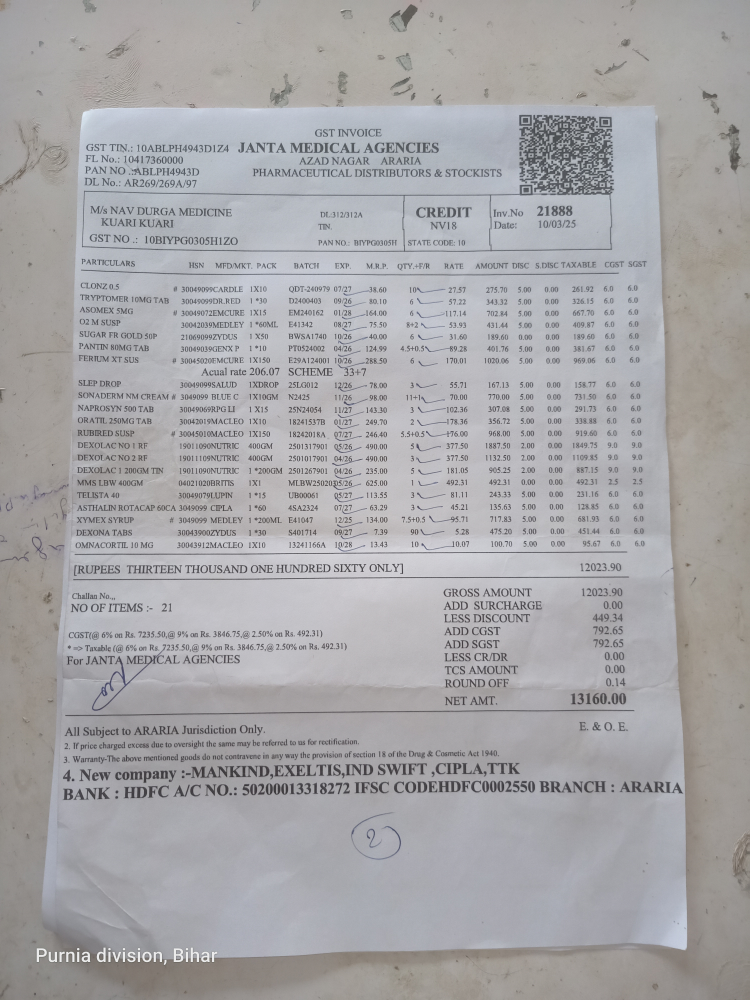 GST INVOICE
GST TIN.: 10ABLPH4943D1Z4 JANTA MEDICAL AGENCIES
FL No.: 10417360000 AZAD NAGAR ARARIA
PAN NO .:ABLPH4943D PHARMACEUTICAL DISTRIBUTORS & STOCKISTS
DL No.: AR269/269A/97
M/s NAV DURGA MEDICINE DL.312/312A CREDIT Inv.No 21888
KUARI KUARI TIN. NV18 Date: 10/03/25
GST NO .: 10BIYPG0305H1ZO PAN NO.: BIYPG0305H STATE CODE: 10
PARTICULARS HSN MFD/MKT. PACK BATCH EXP. M.R.P. QTY.+F/R RATE AMOUNT DISC S.DISC TAXABLE CGST SGST
CLONZ 0.5 # 30049099CARDLE 1X10 QDT-240979 07/27 38.60 10 27.57 275.70 5.00 0.00 261.92 6.0 6.0
TRYPTOMER 10MG TAB 30049099DR.RED 1 *30 D2400403 09/26 80.10 6 57.22 343.32 5.00 0.00 326.15 6.0 6.0
ASOMEX 5MG # 30049072EMCURE 1X15 EM240162 01/28 164.00 6 117.14 702.84 5.00 0.00 667.70 6.0 6.0
O2 M SUSP 30042039MEDLEY 1 *60ML E41342 08/27 75.50 8+2 53.93 431.44 5.00 0.00 409.87 6.0 6.0
SUGAR FR GOLD 50P 21069099ZYDUS 1 X50 BWSA1740 10/26 40.00 6 31.60 189.60 0.00 0.00 189.60 6.0 6.0
PANTIN 80MG TAB 30049039GENX P 1 *10 PT0524002 04/26 124.99 4.5+0.5 89.28 401.76 5.00 0.00 381.67 6.0 6.0
FERIUM XT SUS # 30045020EMCURE 1X150 E29A124001 10/26 288.50 6 170.01 1020.06 5.00 0.00 969.06 6.0 6.0
Acual rate 206.07 SCHEME 33+7
SLEP DROP 30049099SALUD 1XDROP 2SLG012 12/26 78.00 3 55.71 167.13 5.00 0.00 158.77 6.0 6.0
SONADERM NM CREAM # 3049099 BLUE C 1X10GM N2425 11/26 98.00 11+1 70.00 770.00 5.00 0.00 731.50 6.0 6.0
NAPROSYN 500 TAB 30049069RPG LI 1 X15 25N24054 11/27 143.30 3 102.36 307.08 5.00 0.00 291.73 6.0 6.0
ORATIL 250MG TAB 30042019MACLEO 1X10 18241537B 01/27 249.70 2 178.36 356.72 5.00 0.00 338.88 6.0 6.0
RUBIRED SUSP # 30045010MACLEO 1X150 18242018A 07/27 246.40 5.5+0.5 176.00 968.00 5.00 0.00 919.60 6.0 6.0
DEXOLAC NO 1 RF 19011090NUTRIC 400GM 2501317901 05/26 490.00 5 377.50 1887.50 2.00 0.00 1849.75 9.0 9.0
DEXOLAC NO 2 RF 19011109NUTRIC 400GM 2501017901 04/26 490.00 3 377.50 1132.50 2.00 0.00 1109.85 9.0 9.0
DEXOLAC 1 200GM TIN 19011090NUTRIC 1 *200GM 2501267901 04/26 235.00 5 181.05 905.25 2.00 0.00 887.15 9.0 9.0
MMS LBW 400GM 04021020BRITIS 1X1 MLBW25020 05/26 625.00 1 492.31 492.31 0.00 0.00 492.31 2.5 2.5
TELISTA 40 30049079LUPIN 1 *15 UB00061 05/27 113.55 3 81.11 243.33 5.00 0.00 231.16 6.0 6.0
ASTHALIN ROTACAP 60CA 3049099 CIPLA 1 *60 4SA2324 07/27 63.29 3 45.21 135.63 5.00 0.00 128.85 6.0 6.0
XYMEX SYRUP # 3049099 MEDLEY 1 *200ML E41047 12/25 134.00 7.5+0.5 95.71 717.83 5.00 0.00 681.93 6.0 6.0
DEXONA TABS 30043900ZYDUS 1 *30 S401714 09/27 7.39 90 5.28 475.20 5.00 0.00 451.44 6.0 6.0
OMNACORTIL 10 MG 30043912MACLEO 1X10 13241166A 10/28 13.43 10 10.07 100.70 5.00 0.00 95.67 6.0 6.0
[RUPEES THIRTEEN THOUSAND ONE HUNDRED SIXTY ONLY] 12023.90
Challan No.,, GROSS AMOUNT 12023.90
NO OF ITEMS :- 21 ADD SURCHARGE 0.00
LESS DISCOUNT 449.34
CGST(@ 6% on Rs. 7235.50,@ 9% on Rs. 3846.75,@ 2.50% on Rs. 492.31) ADD CGST 792.65
* => Taxable (@ 6% on Rs. 7235.50,@ 9% on Rs. 3846.75,@ 2.50% on Rs. 492.31) ADD SGST 792.65
For JANTA MEDICAL AGENCIES LESS CR/DR 0.00
TCS AMOUNT 0.00
ROUND OFF 0.14
NET AMT. 13160.00
All Subject to ARARIA Jurisdiction Only. E. & O. E.
2. If price charged excess due to oversight the same may be referred to us for rectification.
3. Warranty-The above mentioned goods do not contravene in any way the provision of section 18 of the Drug & Cosmetic Act 1940.
4. New company :-MANKIND,EXELTIS,IND SWIFT ,CIPLA,TTK
BANK : HDFC A/C NO.: 50200013318272 IFSC CODEHDFC0002550 BRANCH : ARARIA
2
Purnia division, Bihar